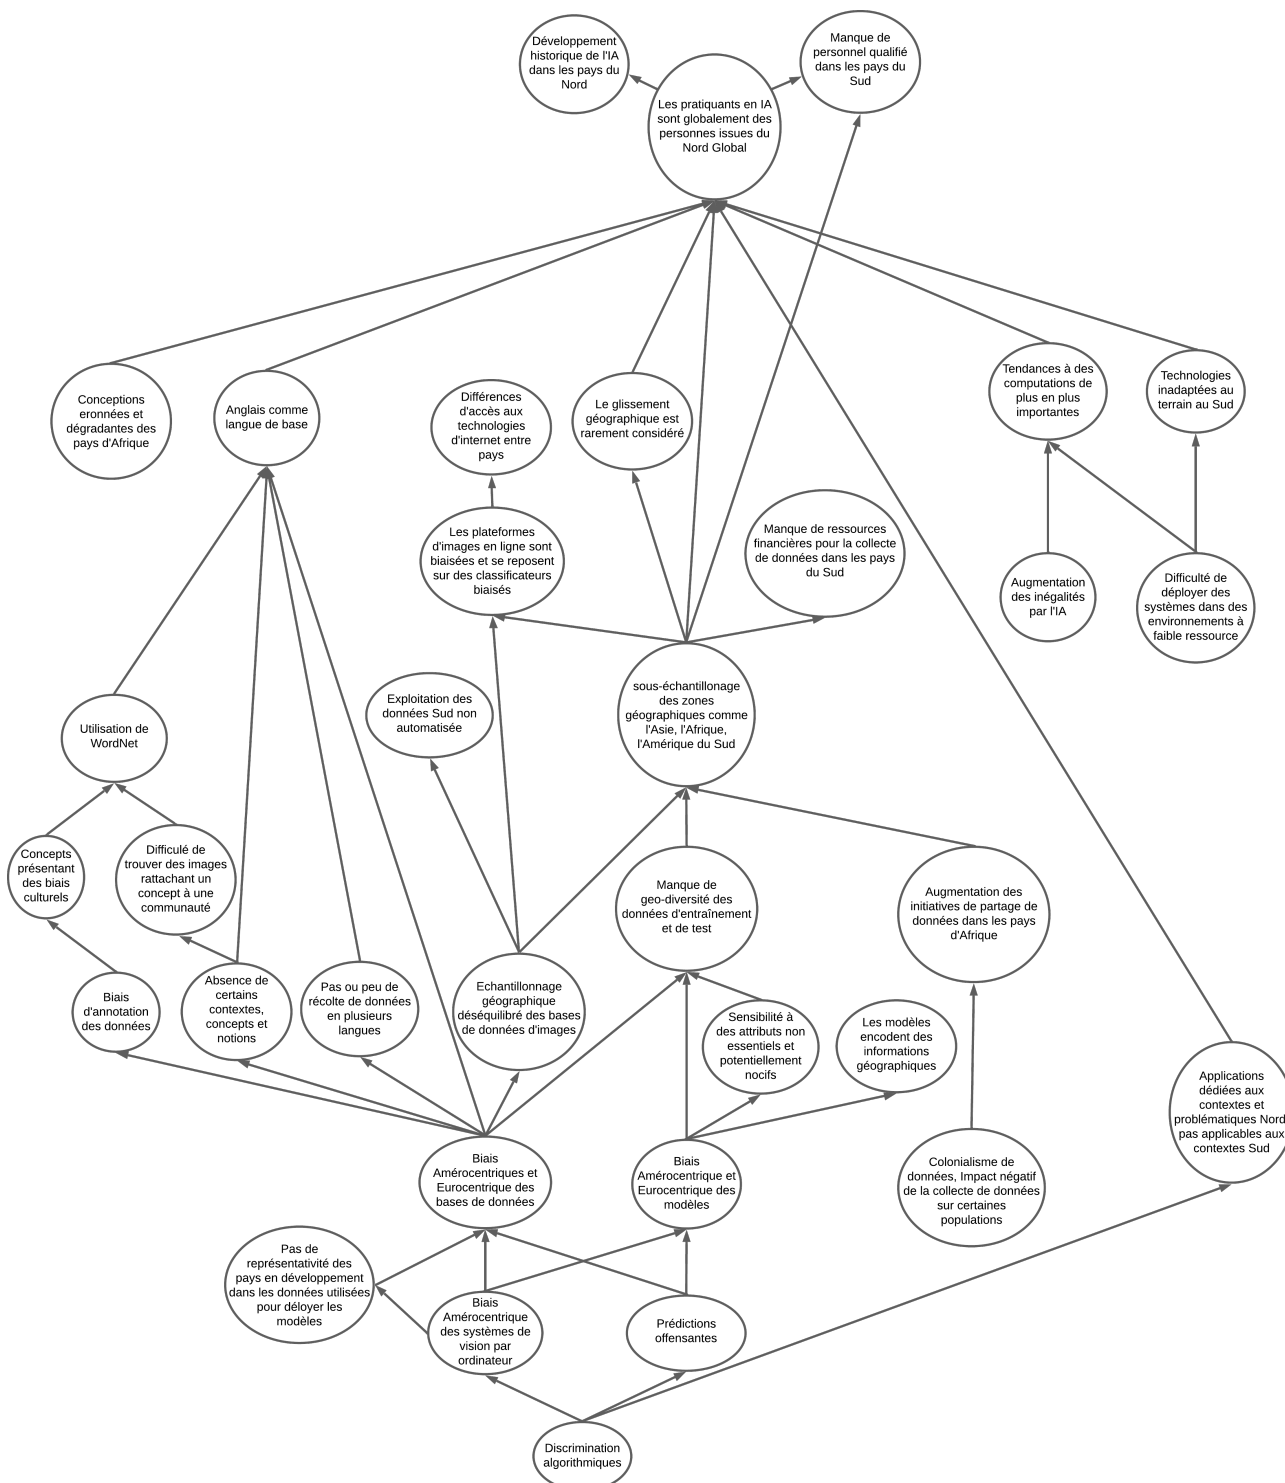 Développement
historique de l'IA
dans les pays du
Nord
Manque de
personnel qualifié
dans les pays du
Sud
Les pratiquants en IA
sont globalement des
personnes issues du
Nord Global
Conceptions
eronnées et
dégradantes des
pays d'Afrique
Anglais comme
langue de base
Différences
d'accès aux
technologies
d'internet entre
pays
Le glissement
géographique est
rarement considéré
Tendances à des
computations de
plus en plus
importantes
Technologies
inadaptées au
terrain au Sud
Les plateformes
d'images en ligne sont
biaisées et se reposent
sur des classificateurs
biaisés
Manque de ressources
financières pour la collecte
de données dans les pays
du Sud
Augmentation
des inégalités
par l'IA
Difficulté de
déployer des
systèmes dans des
environnements à
faible ressource
Utilisation de
WordNet
Exploitation des
données Sud non
automatisée
sous-échantillonage
des zones
géographiques comme
l'Asie, l'Afrique,
l'Amérique du Sud
Concepts
présentant
des biais
culturels
Difficulé de
trouver des images
rattachant un
concept à une
communauté
Manque de
geo-diversité des
données d'entraînement
et de test
Augmentation des
initiatives de partage de
données dans les pays
d'Afrique
Biais
d'annotation
des données
Absence de
certains
contextes,
concepts et
notions
Pas ou peu de
récolte de données
en plusieurs
langues
Echantillonnage
géographique
déséquilibré des bases
de données d'images
Sensibilité à
des attributs non
essentiels et
potentiellement
nocifs
Les modèles
encodent des
informations
géographiques
Applications
dédiées aux
contextes et
problématiques Nord
pas applicables aux
contextes Sud
Biais
Amérocentriques et
Eurocentrique des
bases de données
Biais
Amérocentrique et
Eurocentrique des
modèles
Colonialisme de
données, Impact négatif
de la collecte de données
sur certaines
populations
Pas de
représentativité des
pays en développement
dans les données utilisées
pour déloyer les
modèles
Biais
Amérocentrique
des systèmes de
vision par
ordinateur
Prédictions
offensantes
Discrimination
algorithmiques